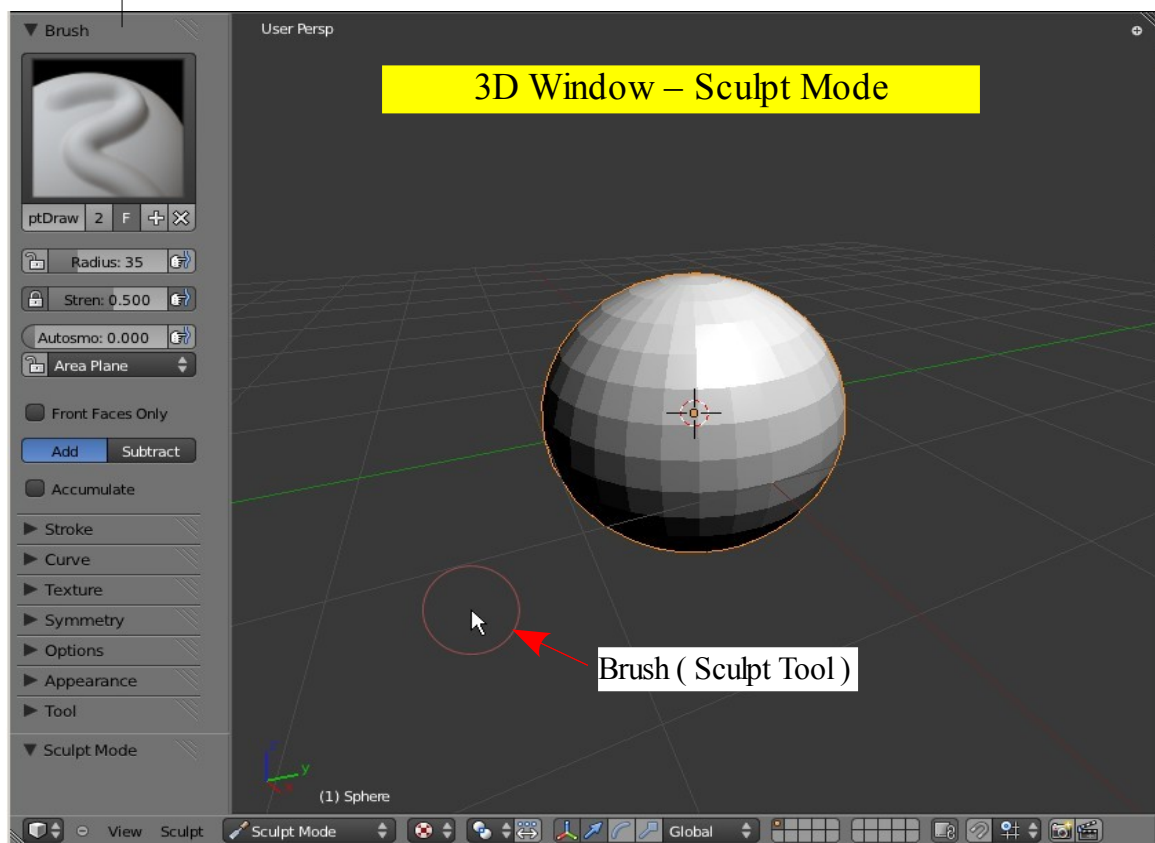 Brush
User Persp
3D Window – Sculpt Mode
ptDraw 2 F
Radius: 35
Stren: 0.500
Autosmo: 0.000
Area Plane
Front Faces Only
Add Subtract
Accumulate
Stroke
Curve
Texture
Symmetry
Options
Appearance
Tool
Sculpt Mode
Brush ( Sculpt Tool )
z
y
x
(1) Sphere
View Sculpt Sculpt Mode Global